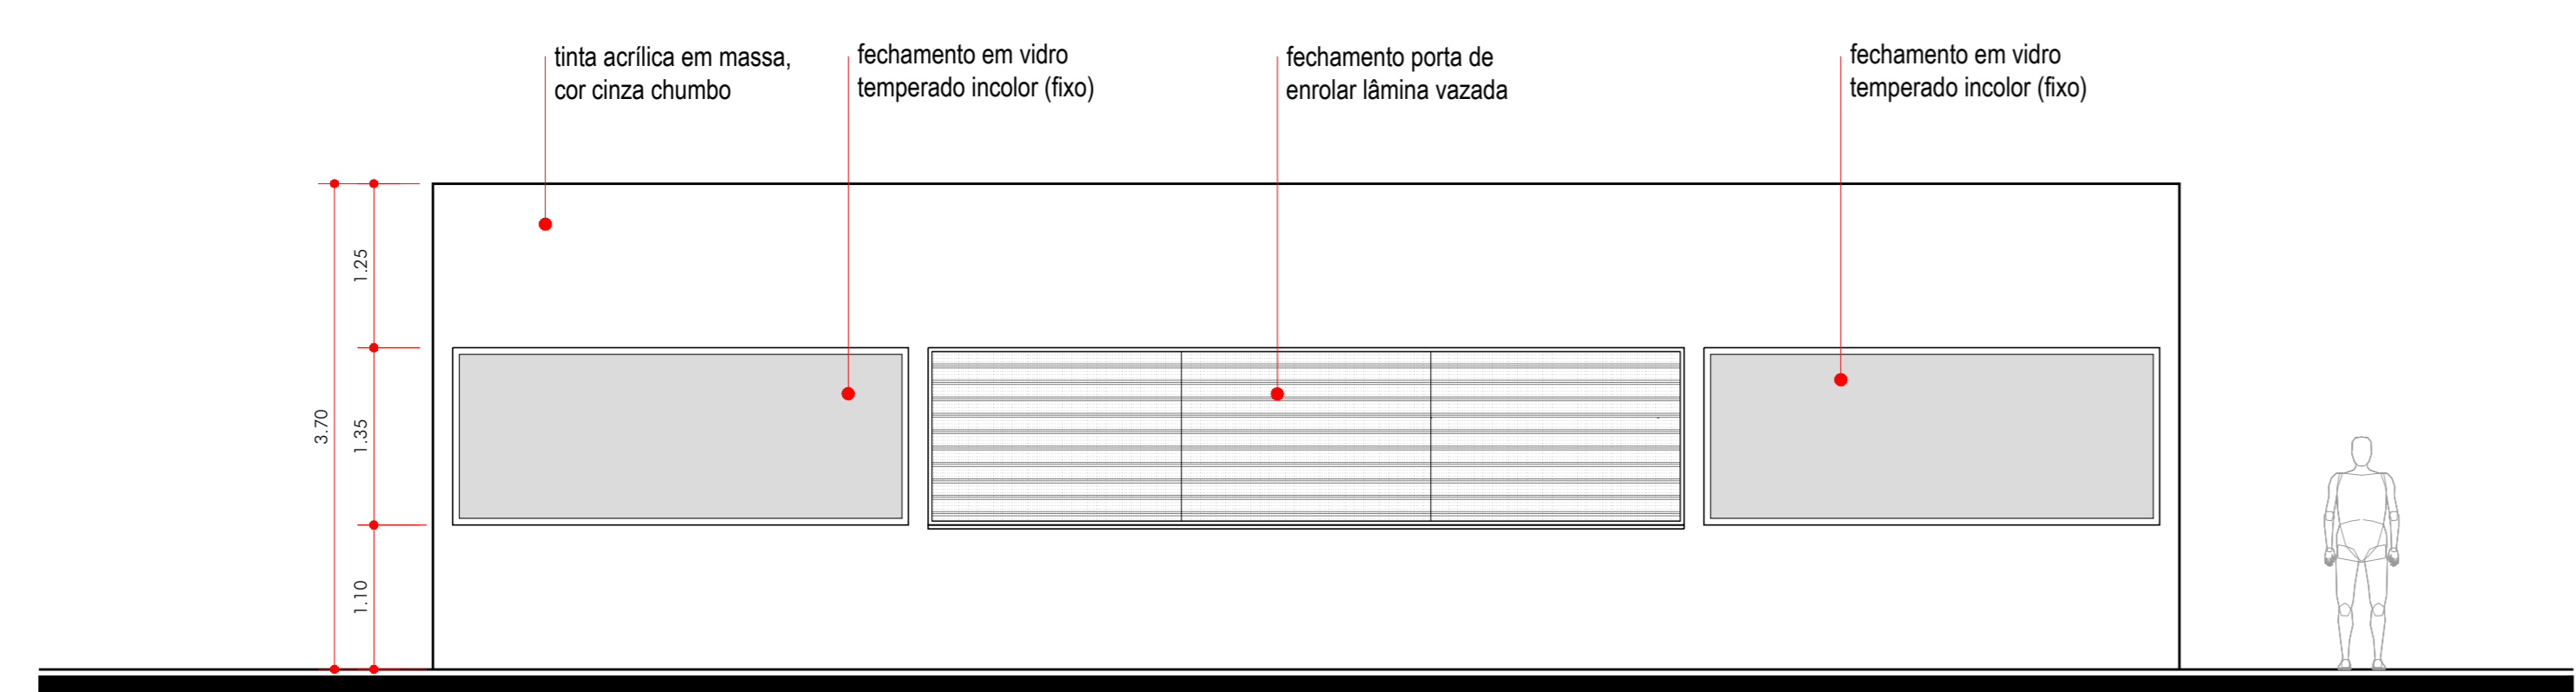 tinta acrílica em massa,
cor cinza chumbo
fechamento em vidro
temperado incolor (fixo)
fechamento porta de
enrolar lâmina vazada
fechamento em vidro
temperado incolor (fixo)
1.25
3.70
1.35
1.10